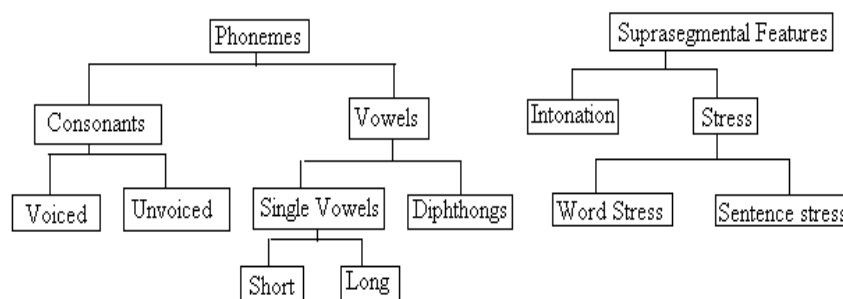 Phonemes
Suprasegmental Features
Consonants
Vowels
Intonation
Stress
Voiced
Unvoiced
Single Vowels
Diphthongs
Word Stress
Sentence stress
Short
Long